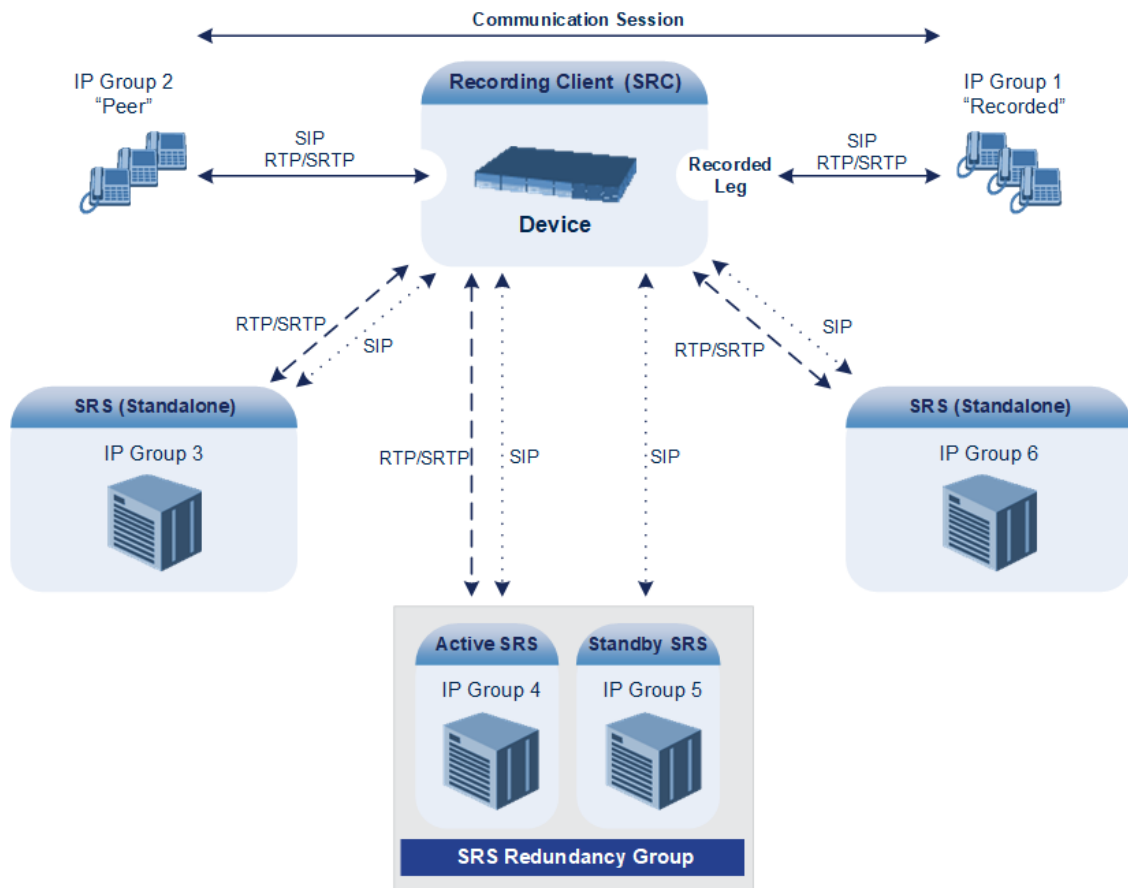 Communication Session
IP Group 2
“Peer”
Recording Client (SRC)
IP Group 1
“Recorded”
SIP
RTP/SRTP
Recorded
Leg
SIP
RTP/SRTP
Device
RTP/SRTP
SIP
SIP
RTP/SRTP
SRS (Standalone)
IP Group 3
RTP/SRTP
SIP
SIP
SRS (Standalone)
IP Group 6
Active SRS
IP Group 4
Standby SRS
IP Group 5
SRS Redundancy Group